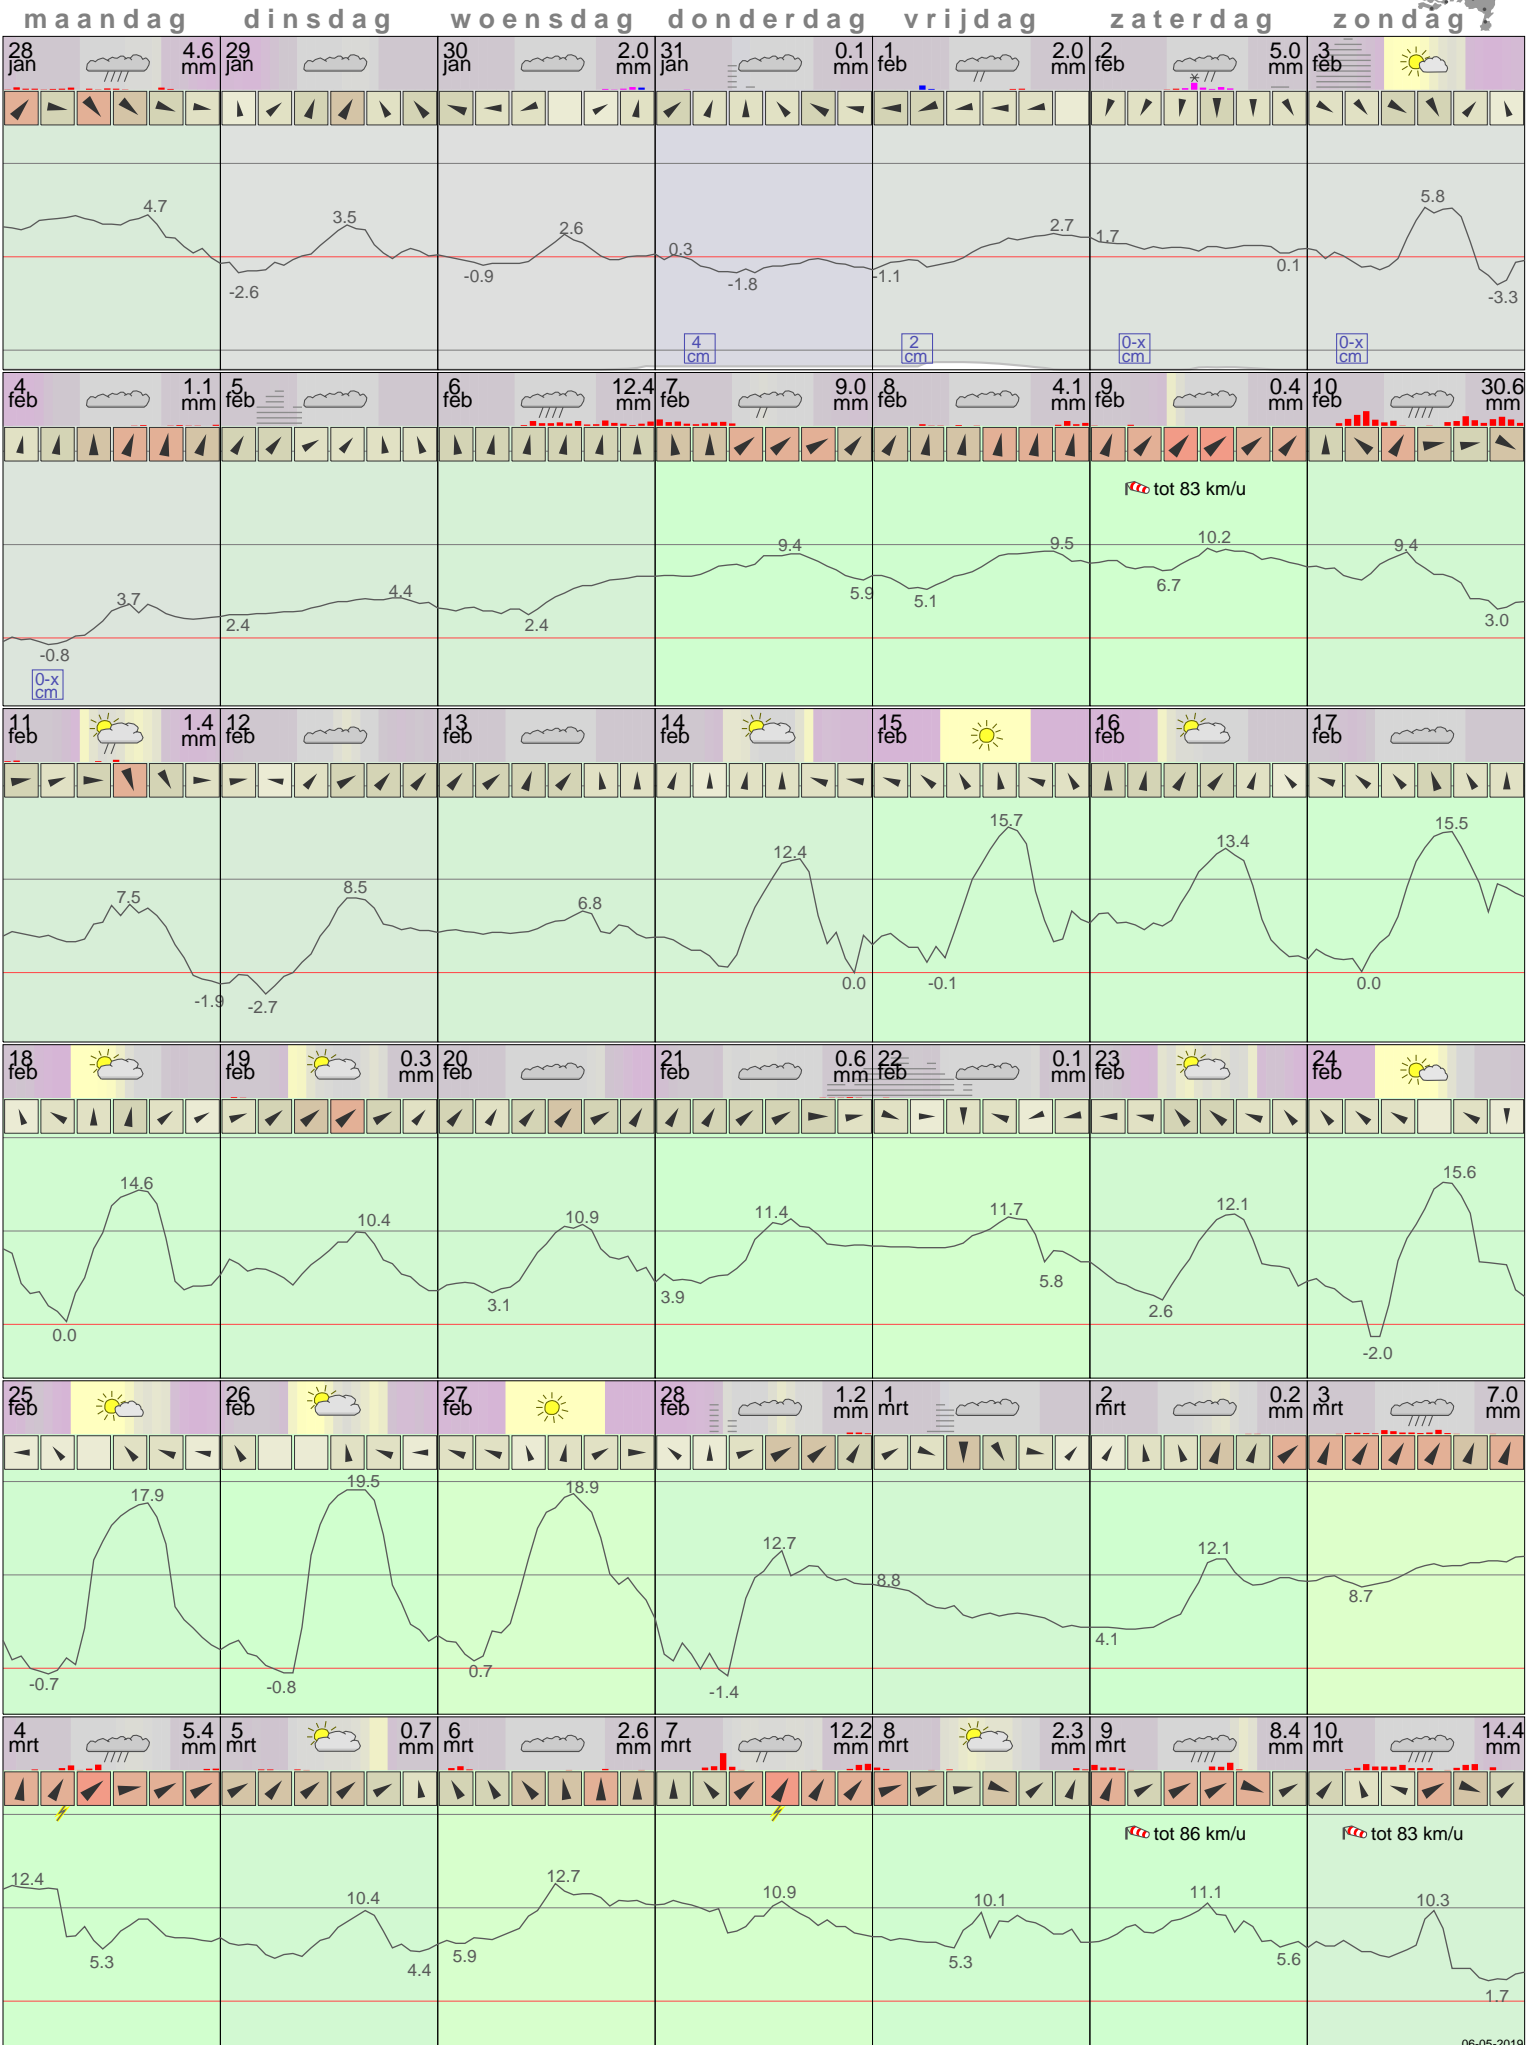 maandag dinsdag woensdag donderdag vrijdag zaterdag zondag
28 4.6 29 30 2.0 31 0.1 1 2.0 2 5.0 3
jan mm jan jan mm jan mm feb mm feb mm feb
4.7 3.5 2.6 0.3 2.7 1.7 5.8
-2.6 -0.9 -1.8 -1.1 0.1 -3.3
4 2 0-x 0-x
cm cm cm cm
4 1.1 5 6 12.4 7 9.0 8 4.1 9 0.4 10 30.6
feb mm feb feb mm feb mm feb mm feb mm feb mm
tot 83 km/u
3.7 4.4 9.4 9.5 10.2 9.4
-0.8 2.4 2.4 5.9 5.1 6.7 3.0
0-x
cm
11 1.4 12 13 14 15 16 17
feb mm feb feb feb feb feb feb
7.5 8.5 6.8 12.4 15.7 13.4 15.5
-1.9 -2.7 0.0 -0.1 0.0
18 19 0.3 20 21 0.6 22 0.1 23 24
feb feb mm feb feb mm feb mm feb feb
14.6 10.4 10.9 11.4 11.7 12.1 15.6
0.0 3.1 3.9 5.8 2.6 -2.0
25 26 27 28 1.2 1 2 0.2 3 7.0
feb feb feb feb mm mrt mrt mm mrt mm
17.9 19.5 18.9 12.7 8.8 12.1
-0.7 -0.8 0.7 -1.4 4.1 8.7
4 5.4 5 0.7 6 2.6 7 12.2 8 2.3 9 8.4 10 14.4
mrt mm mrt mm mrt mm mrt mm mrt mm mrt mm mrt mm
tot 86 km/u tot 83 km/u
12.4 10.4 12.7 10.9 10.1 11.1 10.3
5.3 4.4 5.9 5.3 5.6 1.7
06-05-2019